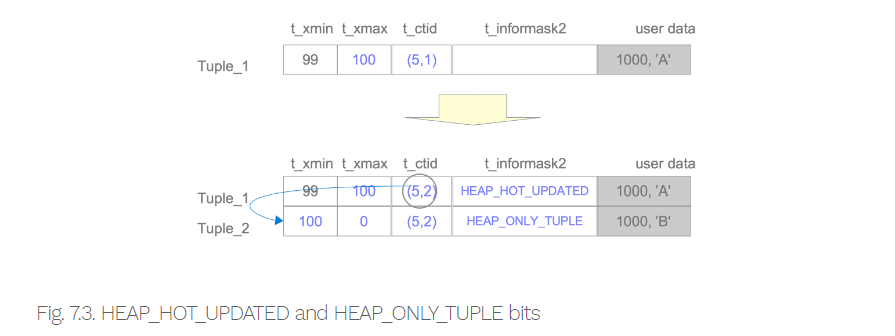 t_xmin t_xmax t_ctid t_informask2 user data
Tuple_1 99 100 (5,1) 1000, 'A'
t_xmin t_xmax t_ctid t_informask2 user data
Tuple_1 99 100 (5,2) HEAP_HOT_UPDATED 1000, 'A'
Tuple_2 100 0 (5,2) HEAP_ONLY_TUPLE 1000, 'B'
Fig. 7.3. HEAP_HOT_UPDATED and HEAP_ONLY_TUPLE bits